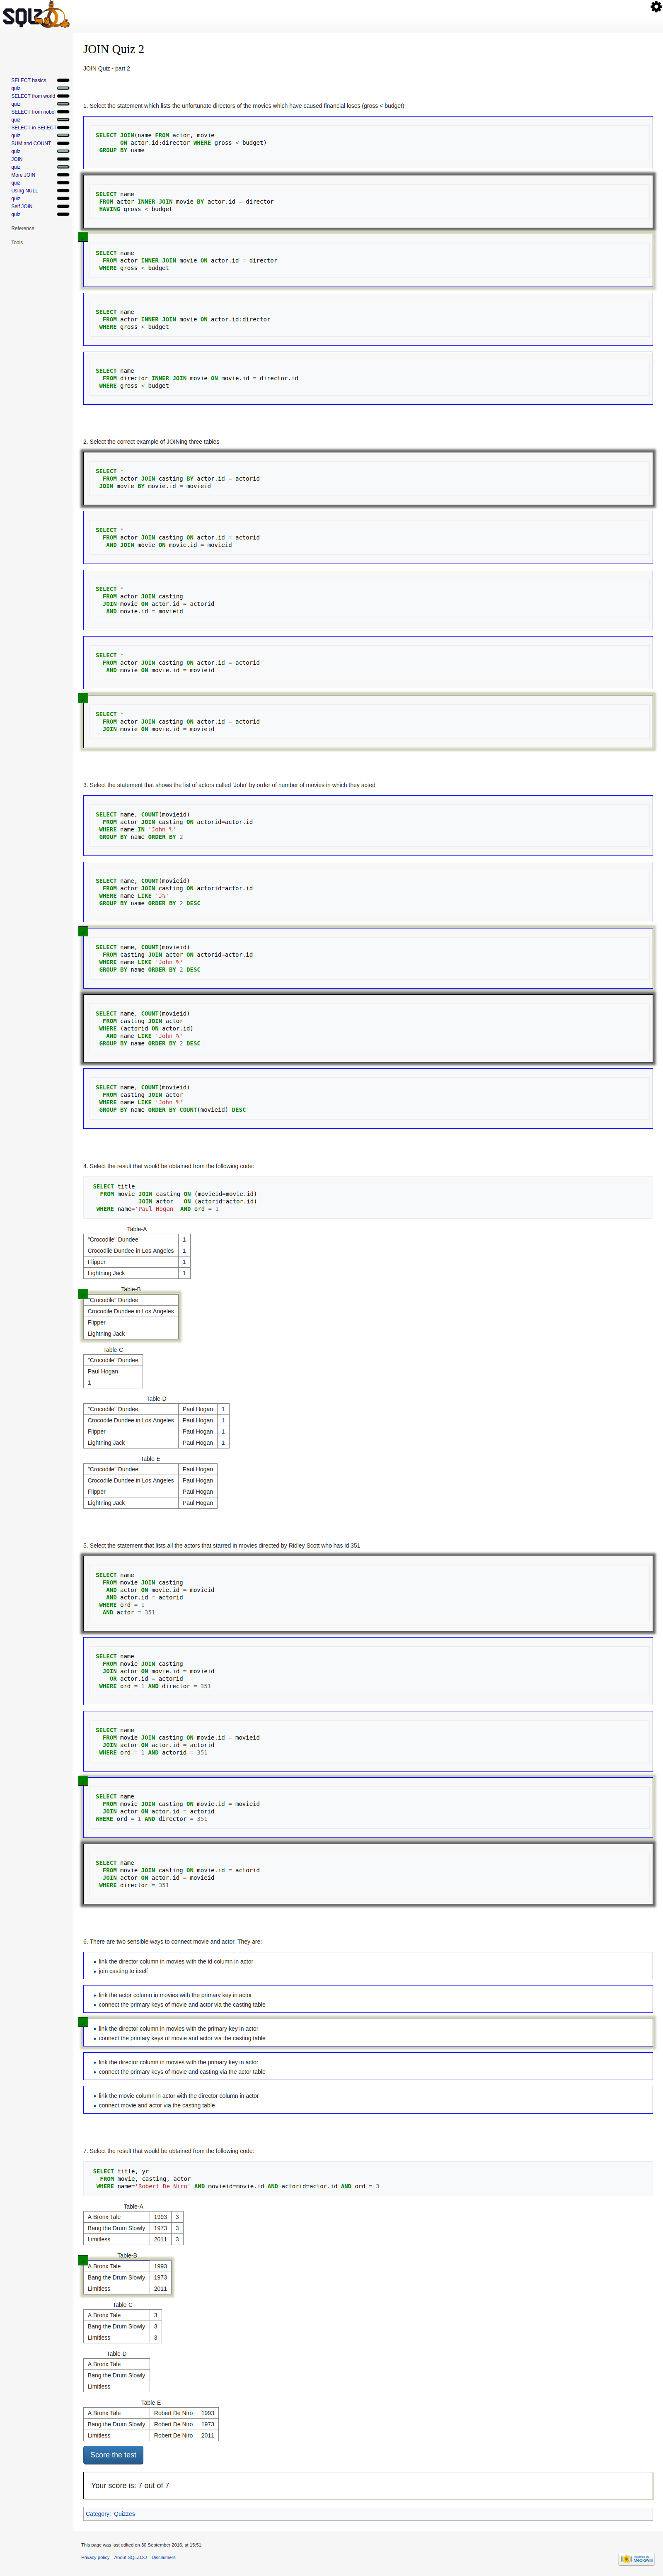 SQLZOO
SELECT basics
quiz
SELECT from world
quiz
SELECT from nobel
quiz
SELECT in SELECT
quiz
SUM and COUNT
quiz
JOIN
quiz
More JOIN
quiz
Using NULL
quiz
Self JOIN
quiz
Reference
Tools
JOIN Quiz 2
JOIN Quiz - part 2
1. Select the statement which lists the unfortunate directors of the movies which have caused financial loses (gross < budget)
SELECT JOIN(name FROM actor, movie
ON actor.id:director WHERE gross < budget)
GROUP BY name
SELECT name
FROM actor INNER JOIN movie BY actor.id = director
HAVING gross < budget
SELECT name
FROM actor INNER JOIN movie ON actor.id = director
WHERE gross < budget
SELECT name
FROM actor INNER JOIN movie ON actor.id:director
WHERE gross < budget
SELECT name
FROM director INNER JOIN movie ON movie.id = director.id
WHERE gross < budget
2. Select the correct example of JOINing three tables
SELECT *
FROM actor JOIN casting BY actor.id = actorid
JOIN movie BY movie.id = movieid
SELECT *
FROM actor JOIN casting ON actor.id = actorid
AND JOIN movie ON movie.id = movieid
SELECT *
FROM actor JOIN casting
JOIN movie ON actor.id = actorid
AND movie.id = movieid
SELECT *
FROM actor JOIN casting ON actor.id = actorid
AND movie ON movie.id = movieid
SELECT *
FROM actor JOIN casting ON actor.id = actorid
JOIN movie ON movie.id = movieid
3. Select the statement that shows the list of actors called 'John' by order of number of movies in which they acted
SELECT name, COUNT(movieid)
FROM actor JOIN casting ON actorid=actor.id
WHERE name IN 'John %'
GROUP BY name ORDER BY 2
SELECT name, COUNT(movieid)
FROM actor JOIN casting ON actorid=actor.id
WHERE name LIKE 'J%'
GROUP BY name ORDER BY 2 DESC
SELECT name, COUNT(movieid)
FROM casting JOIN actor ON actorid=actor.id
WHERE name LIKE 'John %'
GROUP BY name ORDER BY 2 DESC
SELECT name, COUNT(movieid)
FROM casting JOIN actor
WHERE (actorid ON actor.id)
AND name LIKE 'John %'
GROUP BY name ORDER BY 2 DESC
SELECT name, COUNT(movieid)
FROM casting JOIN actor
WHERE name LIKE 'John %'
GROUP BY name ORDER BY COUNT(movieid) DESC
4. Select the result that would be obtained from the following code:
SELECT title
FROM movie JOIN casting ON (movieid=movie.id)
JOIN actor ON (actorid=actor.id)
WHERE name='Paul Hogan' AND ord = 1
Table-A
"Crocodile" Dundee 1
Crocodile Dundee in Los Angeles 1
Flipper 1
Lightning Jack 1
Table-B
"Crocodile" Dundee
Crocodile Dundee in Los Angeles
Flipper
Lightning Jack
Table-C
"Crocodile" Dundee
Paul Hogan
1
Table-D
"Crocodile" Dundee Paul Hogan 1
Crocodile Dundee in Los Angeles Paul Hogan 1
Flipper Paul Hogan 1
Lightning Jack Paul Hogan 1
Table-E
"Crocodile" Dundee Paul Hogan
Crocodile Dundee in Los Angeles Paul Hogan
Flipper Paul Hogan
Lightning Jack Paul Hogan
5. Select the statement that lists all the actors that starred in movies directed by Ridley Scott who has id 351
SELECT name
FROM movie JOIN casting
AND actor ON movie.id = movieid
AND actor.id = actorid
WHERE ord = 1
AND actor = 351
SELECT name
FROM movie JOIN casting
JOIN actor ON movie.id = movieid
OR actor.id = actorid
WHERE ord = 1 AND director = 351
SELECT name
FROM movie JOIN casting ON movie.id = movieid
JOIN actor ON actor.id = actorid
WHERE ord = 1 AND actorid = 351
SELECT name
FROM movie JOIN casting ON movie.id = movieid
JOIN actor ON actor.id = actorid
WHERE ord = 1 AND director = 351
SELECT name
FROM movie JOIN casting ON movie.id = actorid
JOIN actor ON actor.id = movieid
WHERE director = 351
6. There are two sensible ways to connect movie and actor. They are:
link the director column in movies with the id column in actor
join casting to itself
link the actor column in movies with the primary key in actor
connect the primary keys of movie and actor via the casting table
link the director column in movies with the primary key in actor
connect the primary keys of movie and actor via the casting table
link the director column in movies with the primary key in actor
connect the primary keys of movie and casting via the actor table
link the movie column in actor with the director column in actor
connect movie and actor via the casting table
7. Select the result that would be obtained from the following code:
SELECT title, yr
FROM movie, casting, actor
WHERE name='Robert De Niro' AND movieid=movie.id AND actorid=actor.id AND ord = 3
Table-A
A Bronx Tale 1993 3
Bang the Drum Slowly 1973 3
Limitless 2011 3
Table-B
A Bronx Tale 1993
Bang the Drum Slowly 1973
Limitless 2011
Table-C
A Bronx Tale 3
Bang the Drum Slowly 3
Limitless 3
Table-D
A Bronx Tale
Bang the Drum Slowly
Limitless
Table-E
A Bronx Tale Robert De Niro 1993
Bang the Drum Slowly Robert De Niro 1973
Limitless Robert De Niro 2011
Score the test
Your score is: 7 out of 7
Category: Quizzes
This page was last edited on 30 September 2016, at 15:51.
Privacy policy About SQLZOO Disclaimers
Powered By MediaWiki